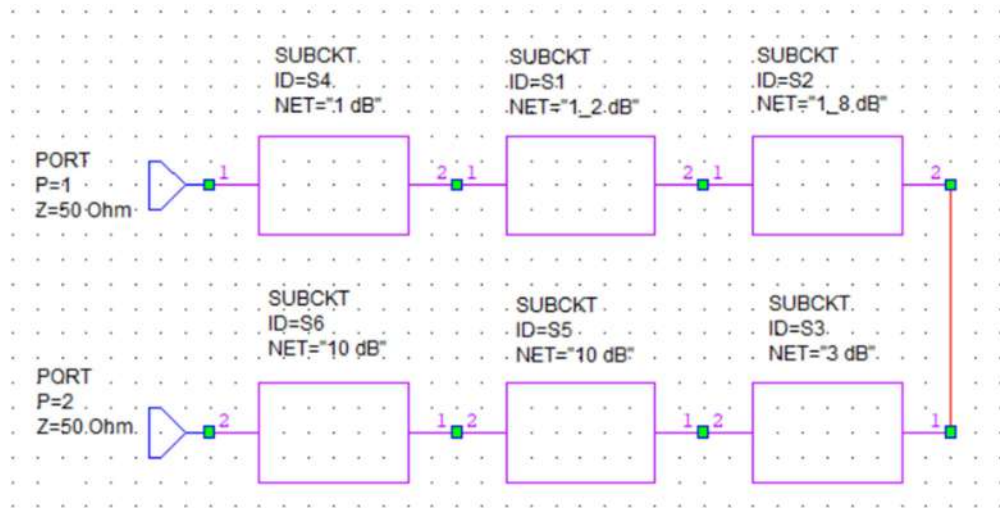 SUBCKT
ID=S4
NET="1 dB"
SUBCKT
ID=S1
NET="1_2 dB"
SUBCKT
ID=S2
NET="1_8 dB"
PORT
P=1
Z=50 Ohm
1
2
1
2
1
2
SUBCKT
ID=S6
NET="10 dB"
SUBCKT
ID=S5
NET="10 dB"
SUBCKT
ID=S3
NET="3 dB"
PORT
P=2
Z=50 Ohm
2
1
2
1
2
1